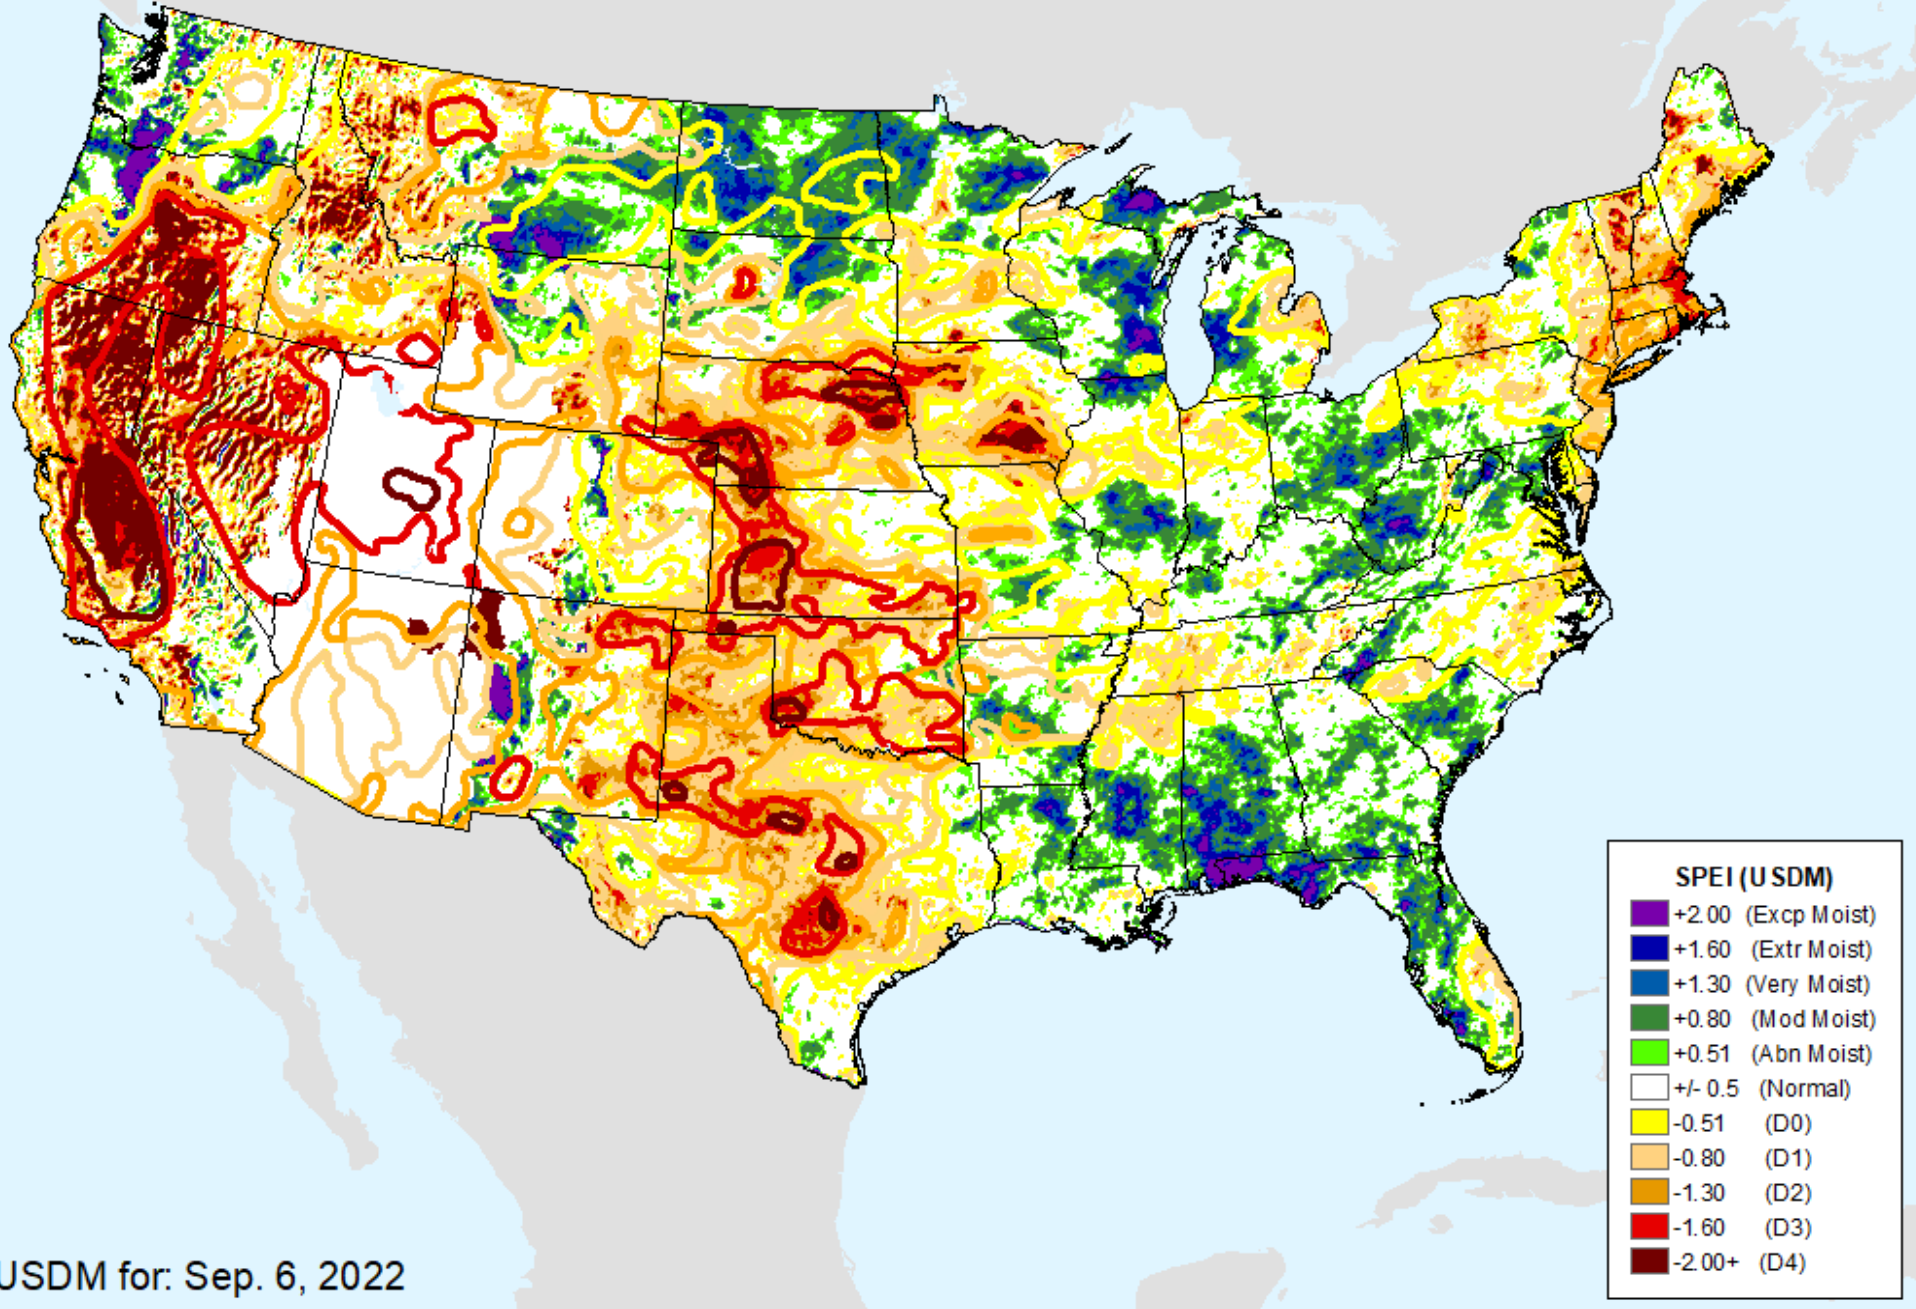 SPEI (USDM)
+2.00 (Excp Moist)
+1.60 (Extr Moist)
+1.30 (Very Moist)
+0.80 (Mod Moist)
+0.51 (Abn Moist)
+/- 0.5 (Normal)
-0.51 (D0)
-0.80 (D1)
-1.30 (D2)
-1.60 (D3)
-2.00+ (D4)
USDM for: Sep. 6, 2022